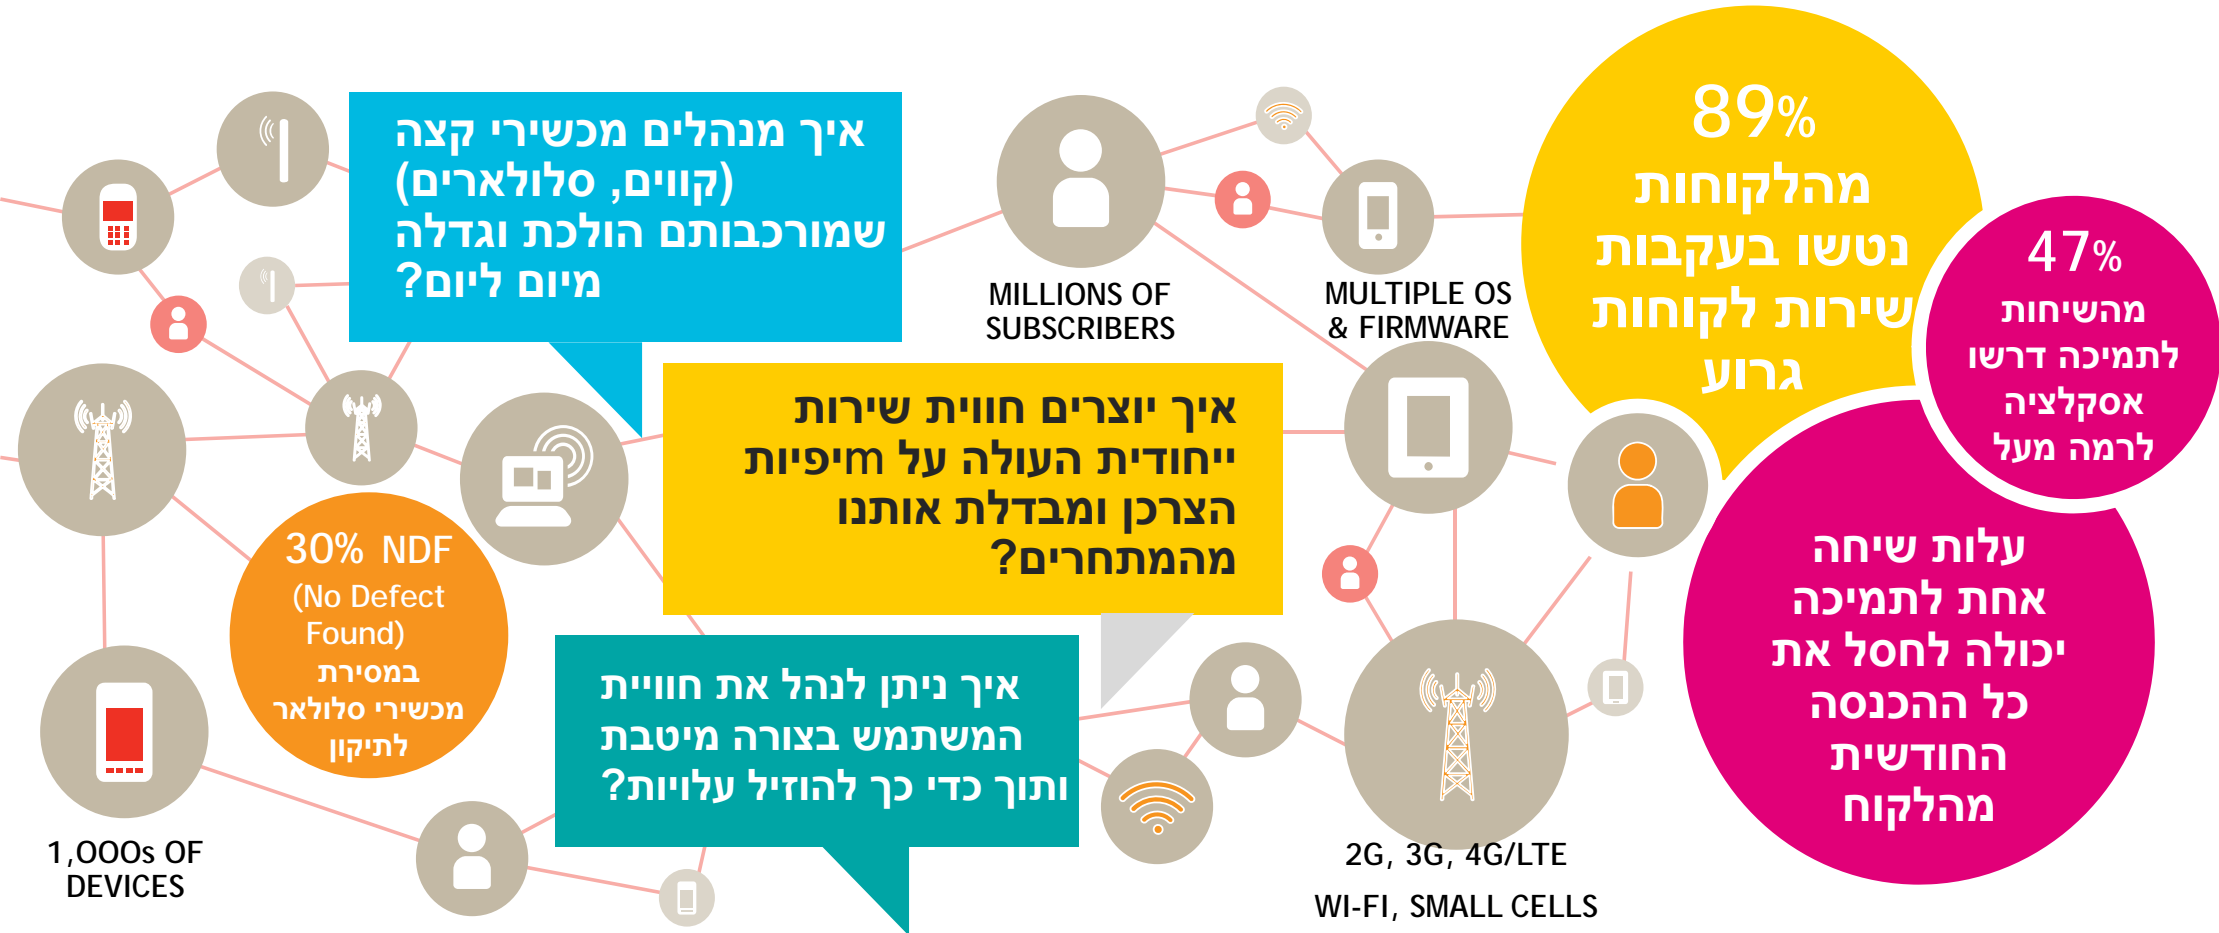 איך מנהלים מכשירי קצה
(קווים, סלולארים)
שמורכבותם הולכת וגדלה
מיום ליום?
MILLIONS OF
SUBSCRIBERS
MULTIPLE OS
& FIRMWARE
89%
מהלקוחות
נטשו בעקבות
שירות לקוחות
גרוע
47%
מהשיחות
לתמיכה דרשו
אסקלציה
לרמה מעל
איך יוצרים חווית שירות
ייחודית העולה על mיפיות
הצרכן ומבדלת אותנו
מהמתחרים?
30% NDF
(No Defect
Found)
במסירת
מכשירי סלולאר
לתיקון
עלות שיחה
אחת לתמיכה
יכולה לחסל את
כל ההכנסה
החודשית
מהלקוח
איך ניתן לנהל את חוויית
המשתמש בצורה מיטבת
ותוך כדי כך להוזיל עלויות?
1,000s OF
DEVICES
2G, 3G, 4G/LTE
WI-FI, SMALL CELLS